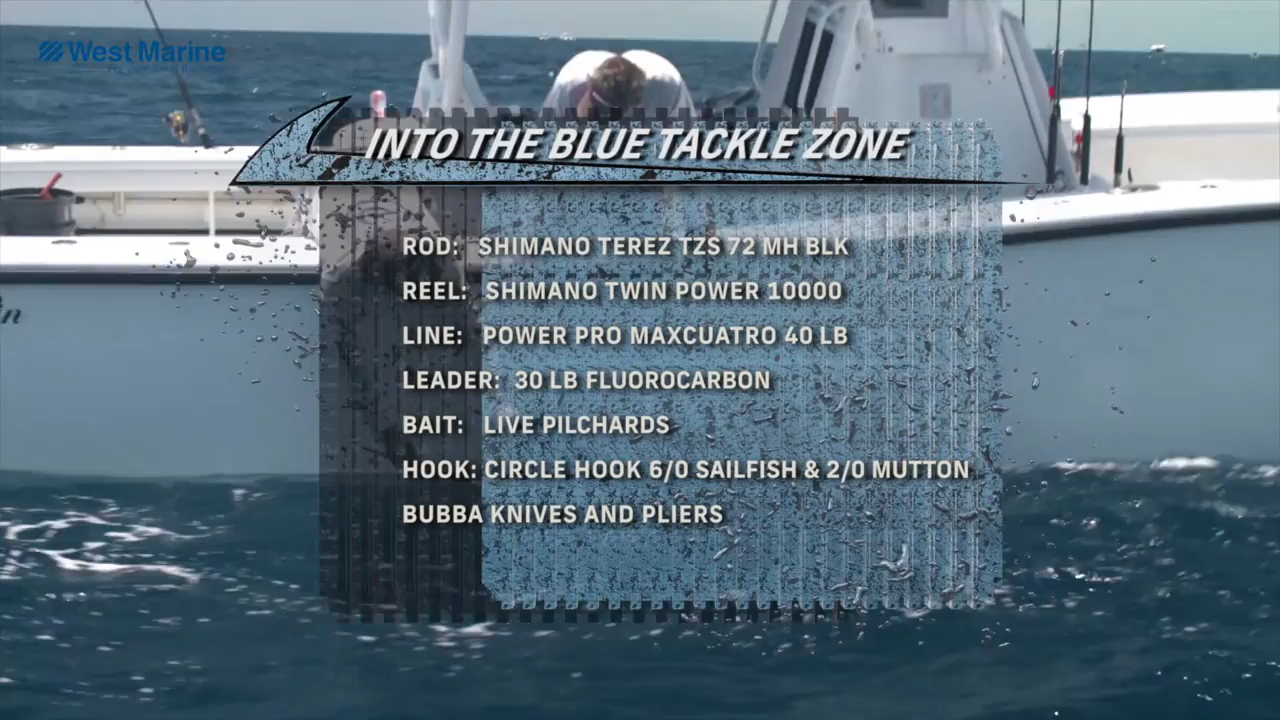 West Marine
INTO THE BLUE TACKLE ZONE
ROD: SHIMANO TEREZ TZS 72 MH BLK
REEL: SHIMANO TWIN POWER 10000
LINE: POWER PRO MAXCUATRO 40 LB
LEADER: 30 LB FLUOROCARBON
BAIT: LIVE PILCHARDS
HOOK: CIRCLE HOOK 6/0 SAILFISH & 2/0 MUTTON
BUBBA KNIVES AND PLIERS